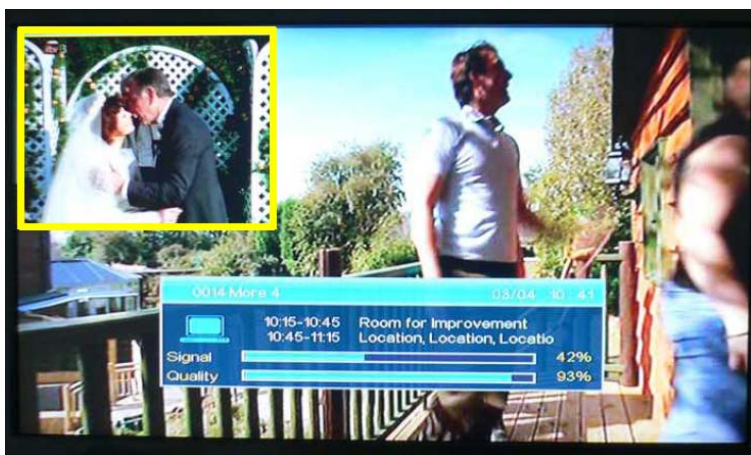 itv3
0014 More 4 03/04 10:41
10:15-10:45 Room for Improvement
10:45-11:15 Location, Location, Locatio
Signal 42%
Quality 93%